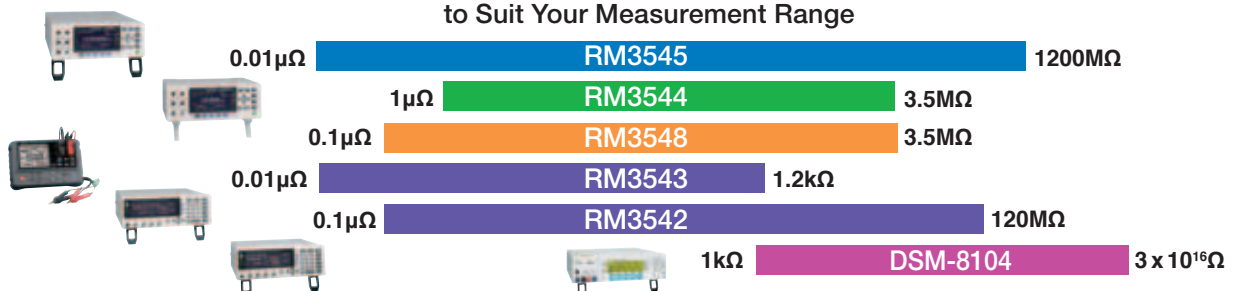 to Suit Your Measurement Range
0.01µΩ RM3545 1200MΩ
1µΩ RM3544 3.5MΩ
0.1µΩ RM3548 3.5MΩ
0.01µΩ RM3543 1.2kΩ
0.1µΩ RM3542 120MΩ
1kΩ DSM-8104 3 x 10¹⁶Ω